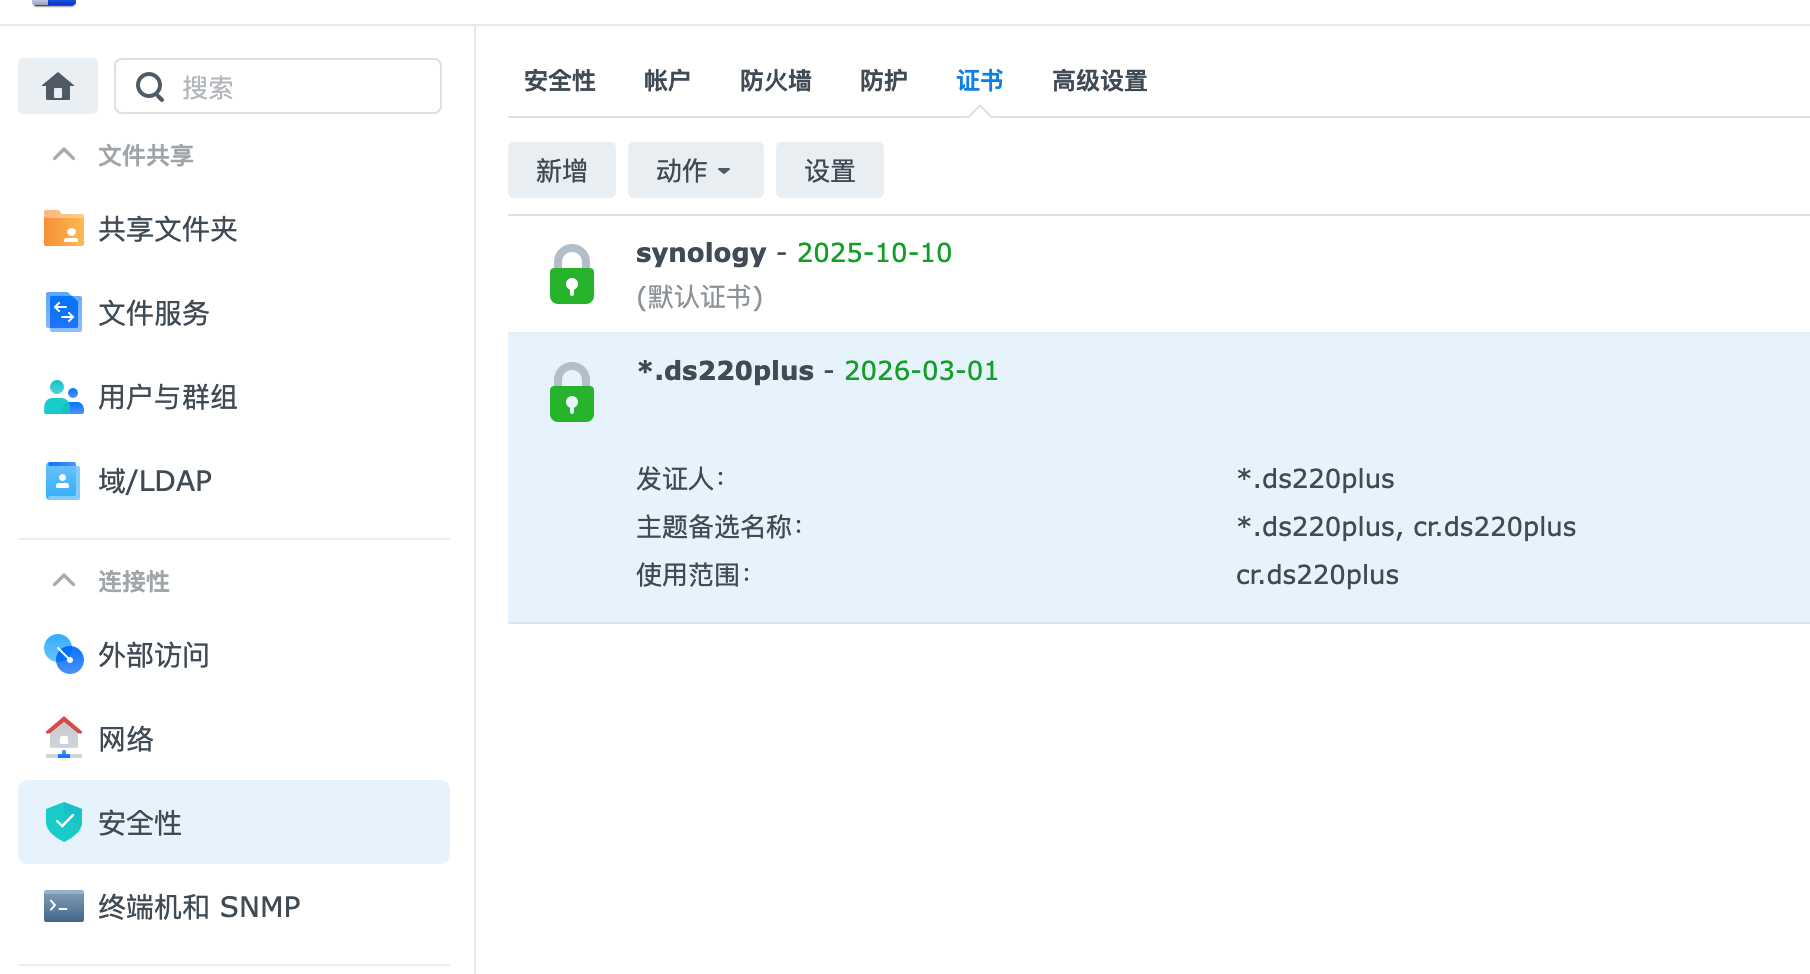 搜索
文件共享
共享文件夹
文件服务
用户与群组
域/LDAP
连接性
外部访问
网络
安全性
终端机和 SNMP
安全性 帐户 防火墙 防护 证书 高级设置
新增 动作 设置
synology - 2025-10-10
(默认证书)
*.ds220plus - 2026-03-01
发证人: *.ds220plus
主题备选名称: *.ds220plus, cr.ds220plus
使用范围: cr.ds220plus